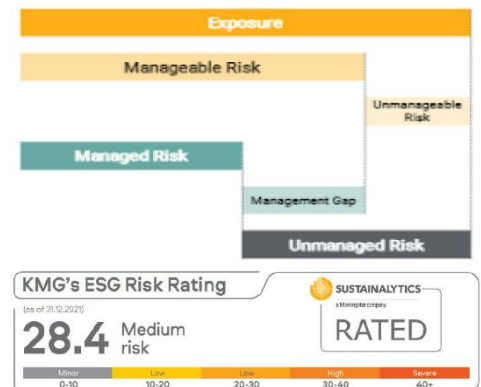 Exposure
Manageable Risk
Unmanageable
Risk
Managed Risk
Management Gap
Unmanaged Risk
KMG's ESG Risk Rating
(as of 31.12.2021)
28.4 Medium
risk
SUSTAINALYTICS
a Morningstar company
RATED
Minor Low Low High Severe
0-10 10-20 20-30 30-40 40+